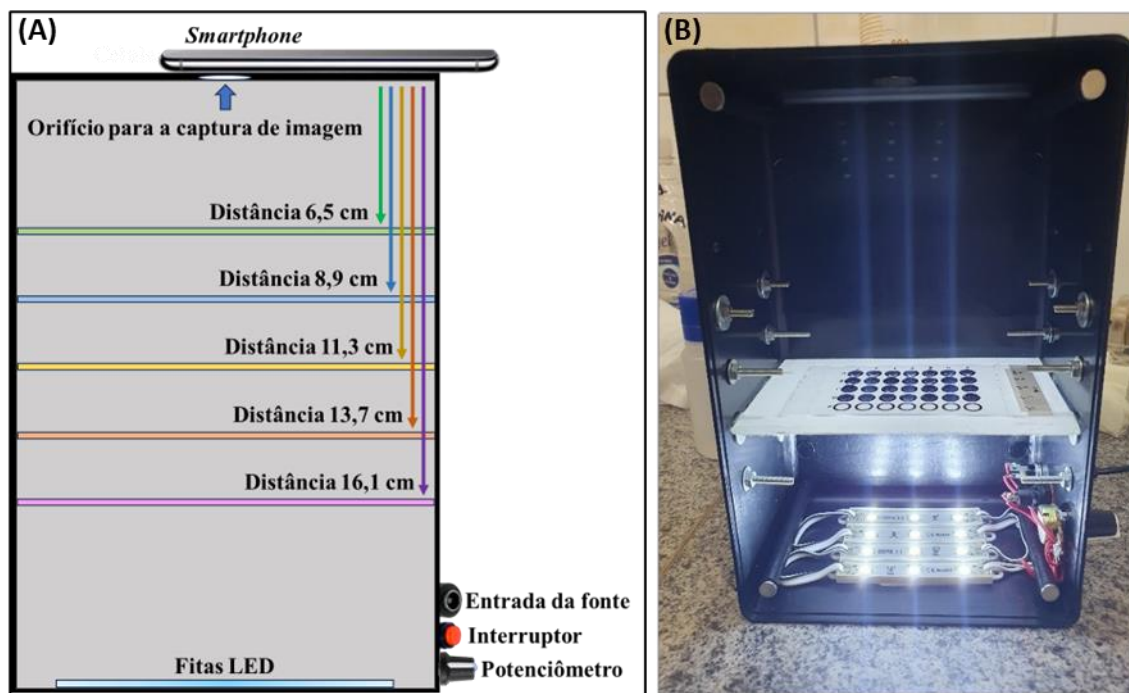 (A)
Smartphone
Orifício para a captura de imagem
Distância 6,5 cm
Distância 8,9 cm
Distância 11,3 cm
Distância 13,7 cm
Distância 16,1 cm
Entrada da fonte
Interruptor
Potenciômetro
Fitas LED
(B)